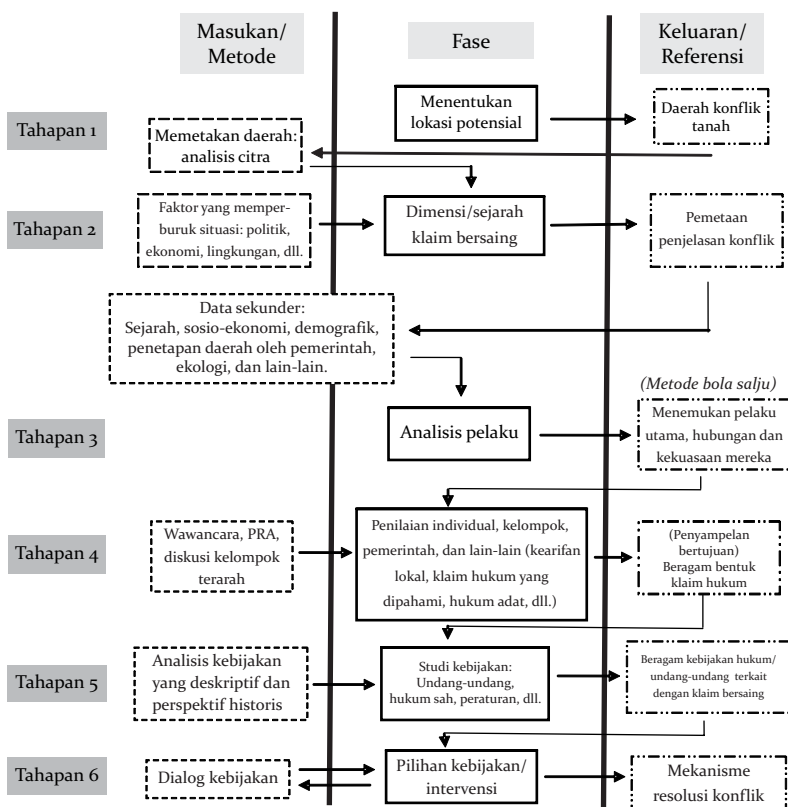 Masukan/
Metode
Fase
Keluaran/
Referensi
Tahapan 1
Memetakan daerah:
analisis citra
Menentukan
lokasi potensial
Daerah konflik
tanah
Tahapan 2
Faktor yang memper-
buruk situasi: politik,
ekonomi, lingkungan, dll.
Dimensi/sejarah
klaim bersaing
Pemetaan
penjelasan konflik
Data sekunder:
Sejarah, sosio-ekonomi, demografik,
penetapan daerah oleh pemerintah,
ekologi, dan lain-lain.
Tahapan 3
Analisis pelaku
(Metode bola salju)
Menemukan pelaku
utama, hubungan dan
kekuasaan mereka
Tahapan 4
Wawancara, PRA,
diskusi kelompok
terarah
Penilaian individual, kelompok,
pemerintah, dan lain-lain (kearifan
lokal, klaim hukum yang
dipahami, hukum adat, dll.)
(Penyampelan
bertujuan)
Beragam bentuk
klaim hukum
Tahapan 5
Analisis kebijakan
yang deskriptif dan
perspektif historis
Studi kebijakan:
Undang-undang,
hukum sah, peraturan, dll.
Beragam kebijakan hukum/
undang-undang terkait
dengan klaim bersaing
Tahapan 6
Dialog kebijakan
Pilihan kebijakan/
intervensi
Mekanisme
resolusi konflik